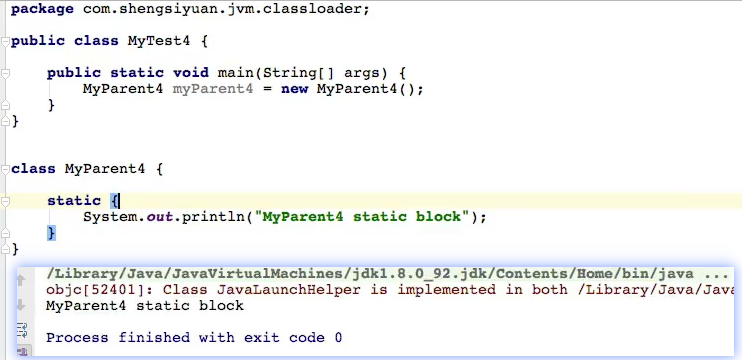 package com.shengsiyuan.jvm.classloader;
public class MyTest4 {
public static void main(String[] args) {
MyParent4 myParent4 = new MyParent4();
}
}
class MyParent4 {
static {
System.out.println("MyParent4 static block");
}
}
/Library/Java/JavaVirtualMachines/jdk1.8.0_92.jdk/Contents/Home/bin/java ...
objc[52401]: Class JavaLaunchHelper is implemented in both /Library/Java/Java
MyParent4 static block
Process finished with exit code 0